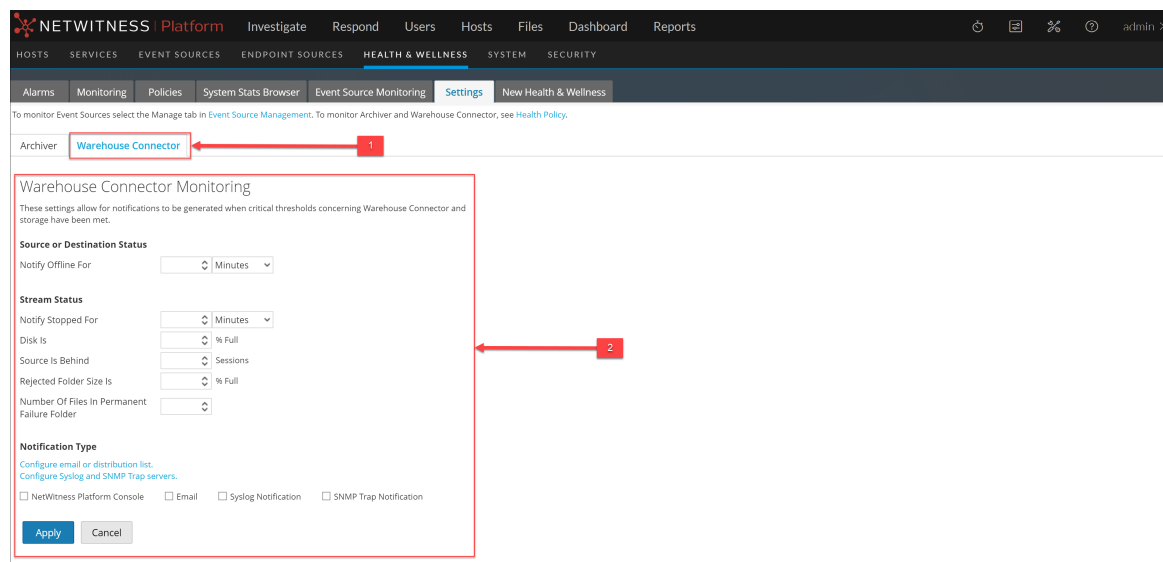 NETWITNESS Platform Investigate Respond Users Hosts Files Dashboard Reports admin
HOSTS SERVICES EVENT SOURCES ENDPOINT SOURCES HEALTH & WELLNESS SYSTEM SECURITY
Alarms Monitoring Policies System Stats Browser Event Source Monitoring Settings New Health & Wellness
To monitor Event Sources select the Manage tab in Event Source Management. To monitor Archiver and Warehouse Connector, see Health Policy.
Archiver Warehouse Connector 1
Warehouse Connector Monitoring
These settings allow for notifications to be generated when critical thresholds concerning Warehouse Connector and
storage have been met.
Source or Destination Status
Notify Offline For Minutes
Stream Status
Notify Stopped For Minutes
Disk Is % Full
2
Source Is Behind Sessions
Rejected Folder Size Is % Full
Number Of Files In Permanent
Failure Folder
Notification Type
Configure email or distribution list.
Configure Syslog and SNMP Trap servers.
NetWitness Platform Console Email Syslog Notification SNMP Trap Notification
Apply Cancel